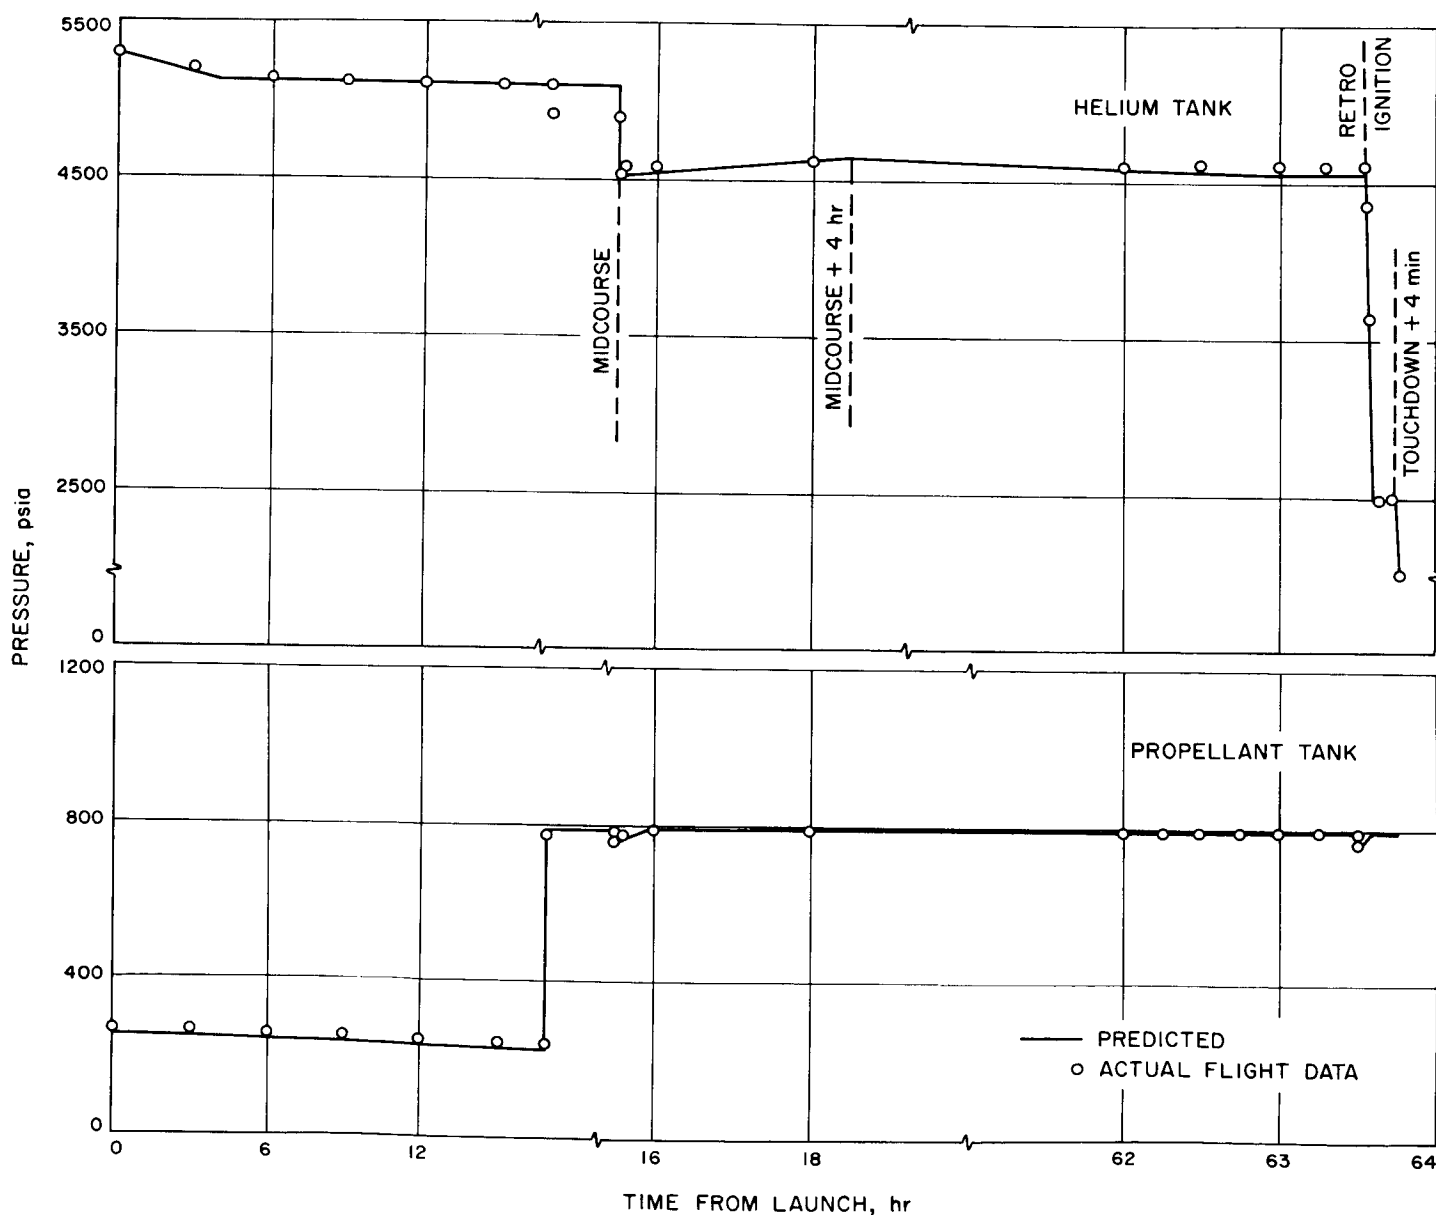 5500
4500
3500
2500
0
HELIUM TANK
RETRO
IGNITION
MIDCOURSE
MIDCOURSE + 4 hr
TOUCHDOWN + 4 min
PRESSURE, psia
1200
800
400
0
PROPELLANT TANK
PREDICTED
ACTUAL FLIGHT DATA
0 6 12 16 18 62 63 64
TIME FROM LAUNCH, hr